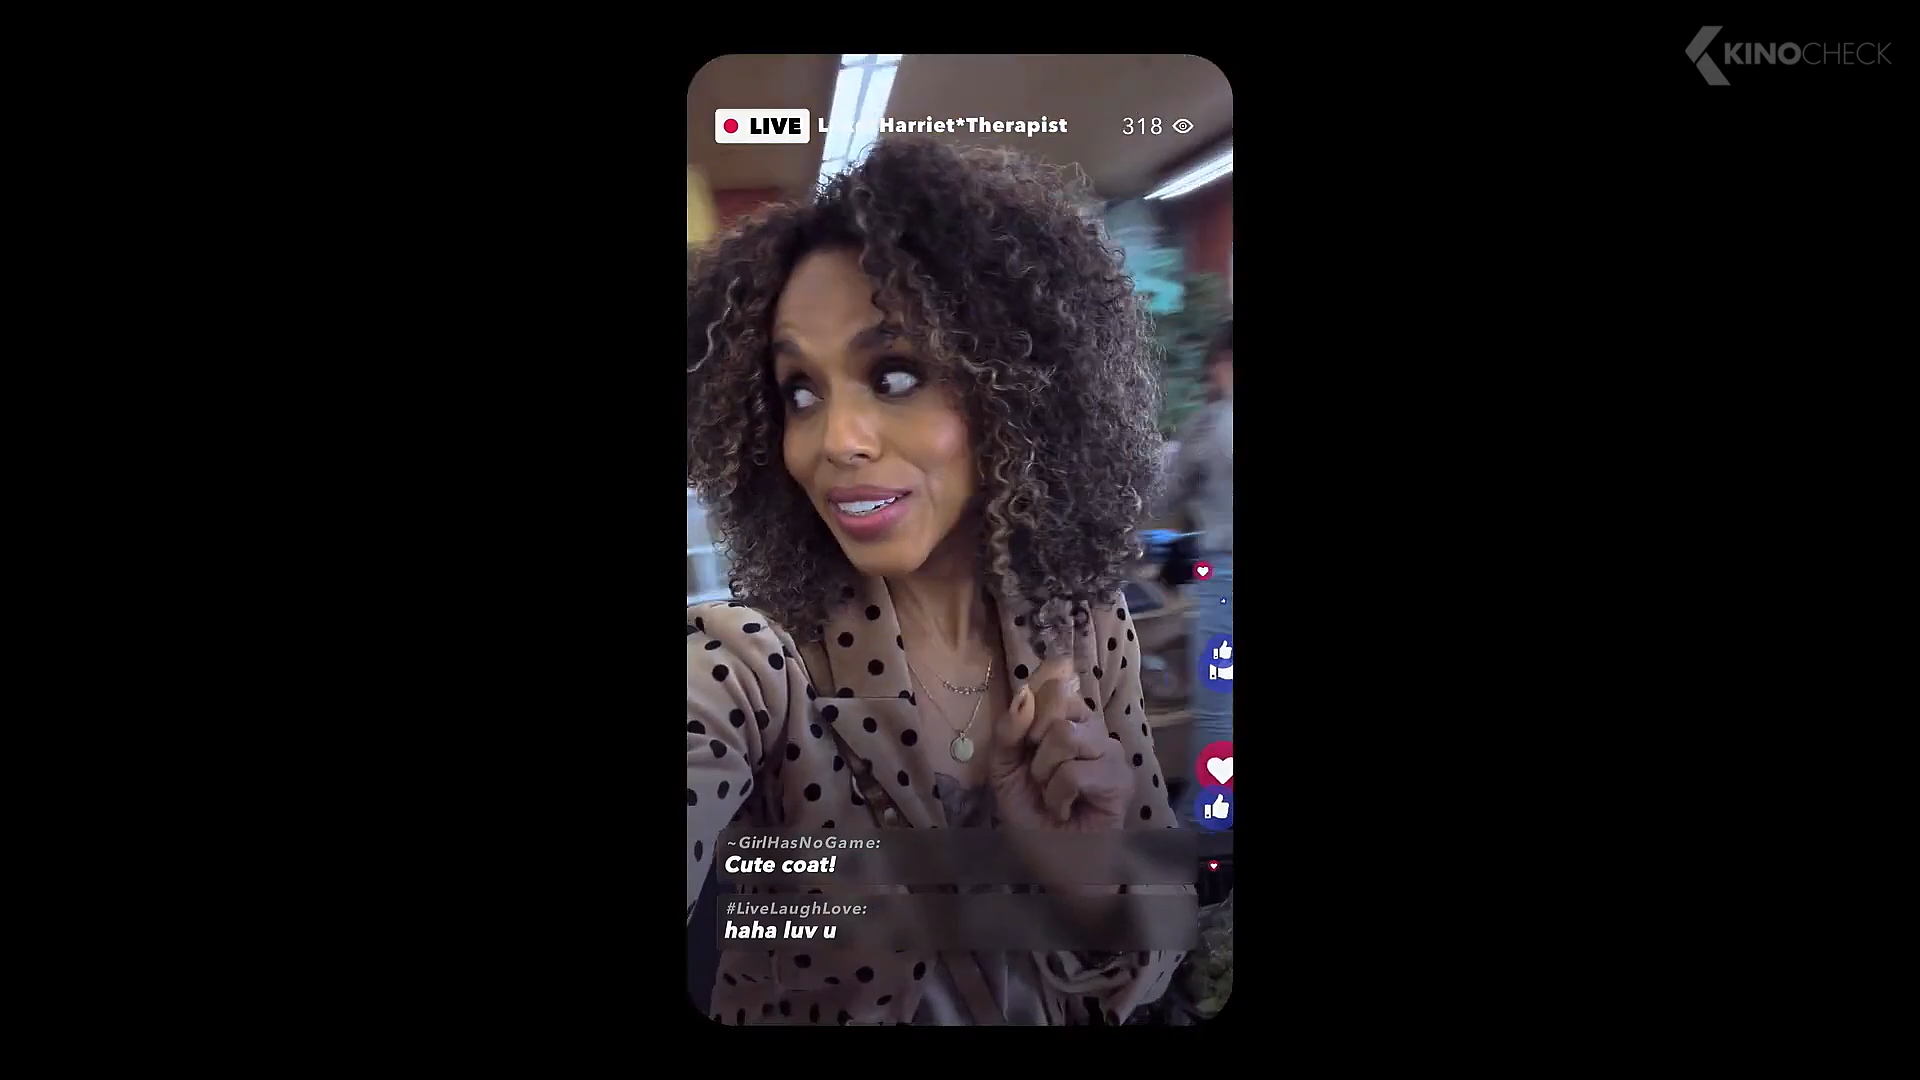 KINOCHECK
LIVE
Harriet*Therapist
318
~GirlHasNoGame:
Cute coat!
#LiveLaughLove:
haha luv u